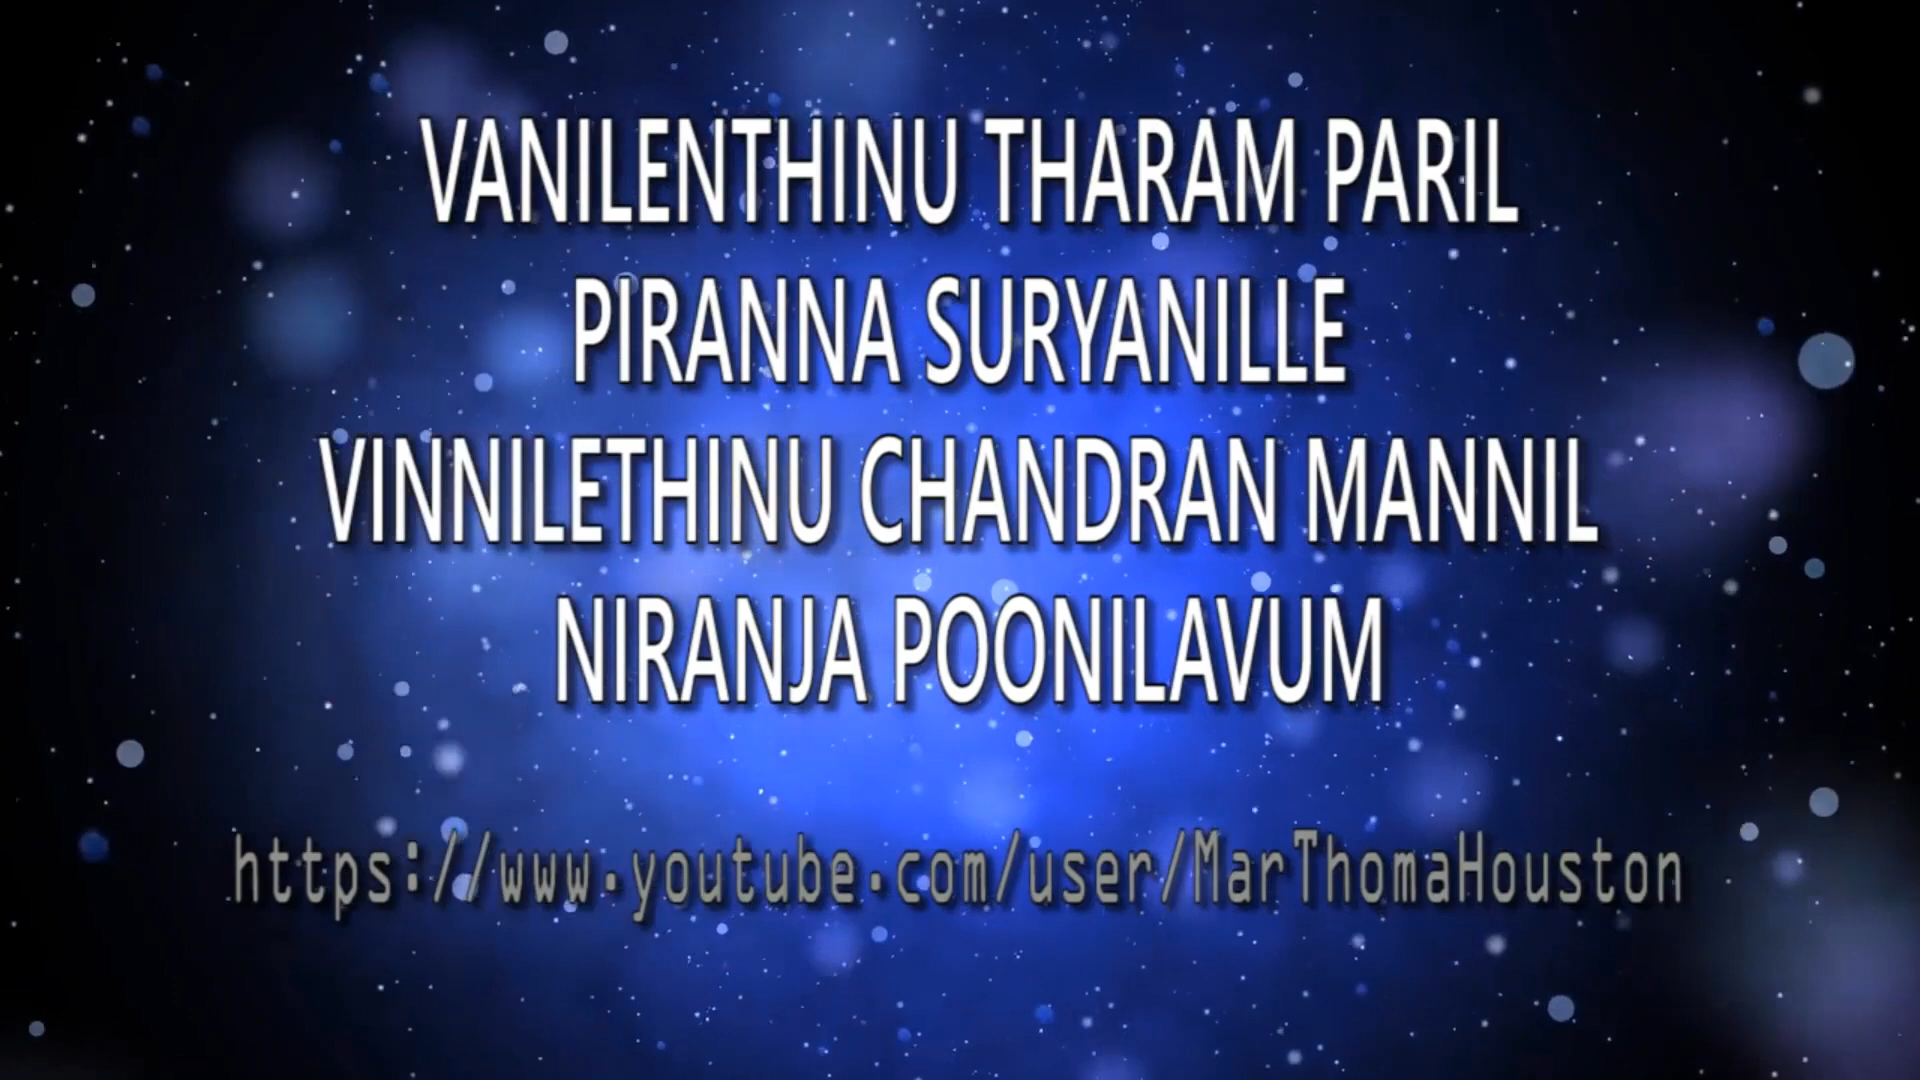 VANILENTHINU THARAM PARIL
PIRANNA SURYANILLE
VINNILETHINU CHANDRAN MANNIL
NIRANJA POONILAVUM
https://www.youtube.com/user/MarThomaHouston